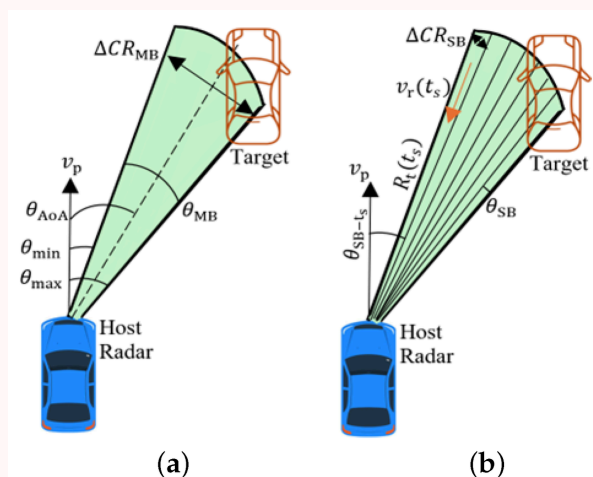 ΔCR_MB
v_p
θ_AoA
θ_min
θ_max
θ_MB
Target
Host
Radar
(a)
ΔCR_SB
v_r(t_s)
R_t(t_s)
v_p
θ_SB-t_s
θ_SB
Target
Host
Radar
(b)